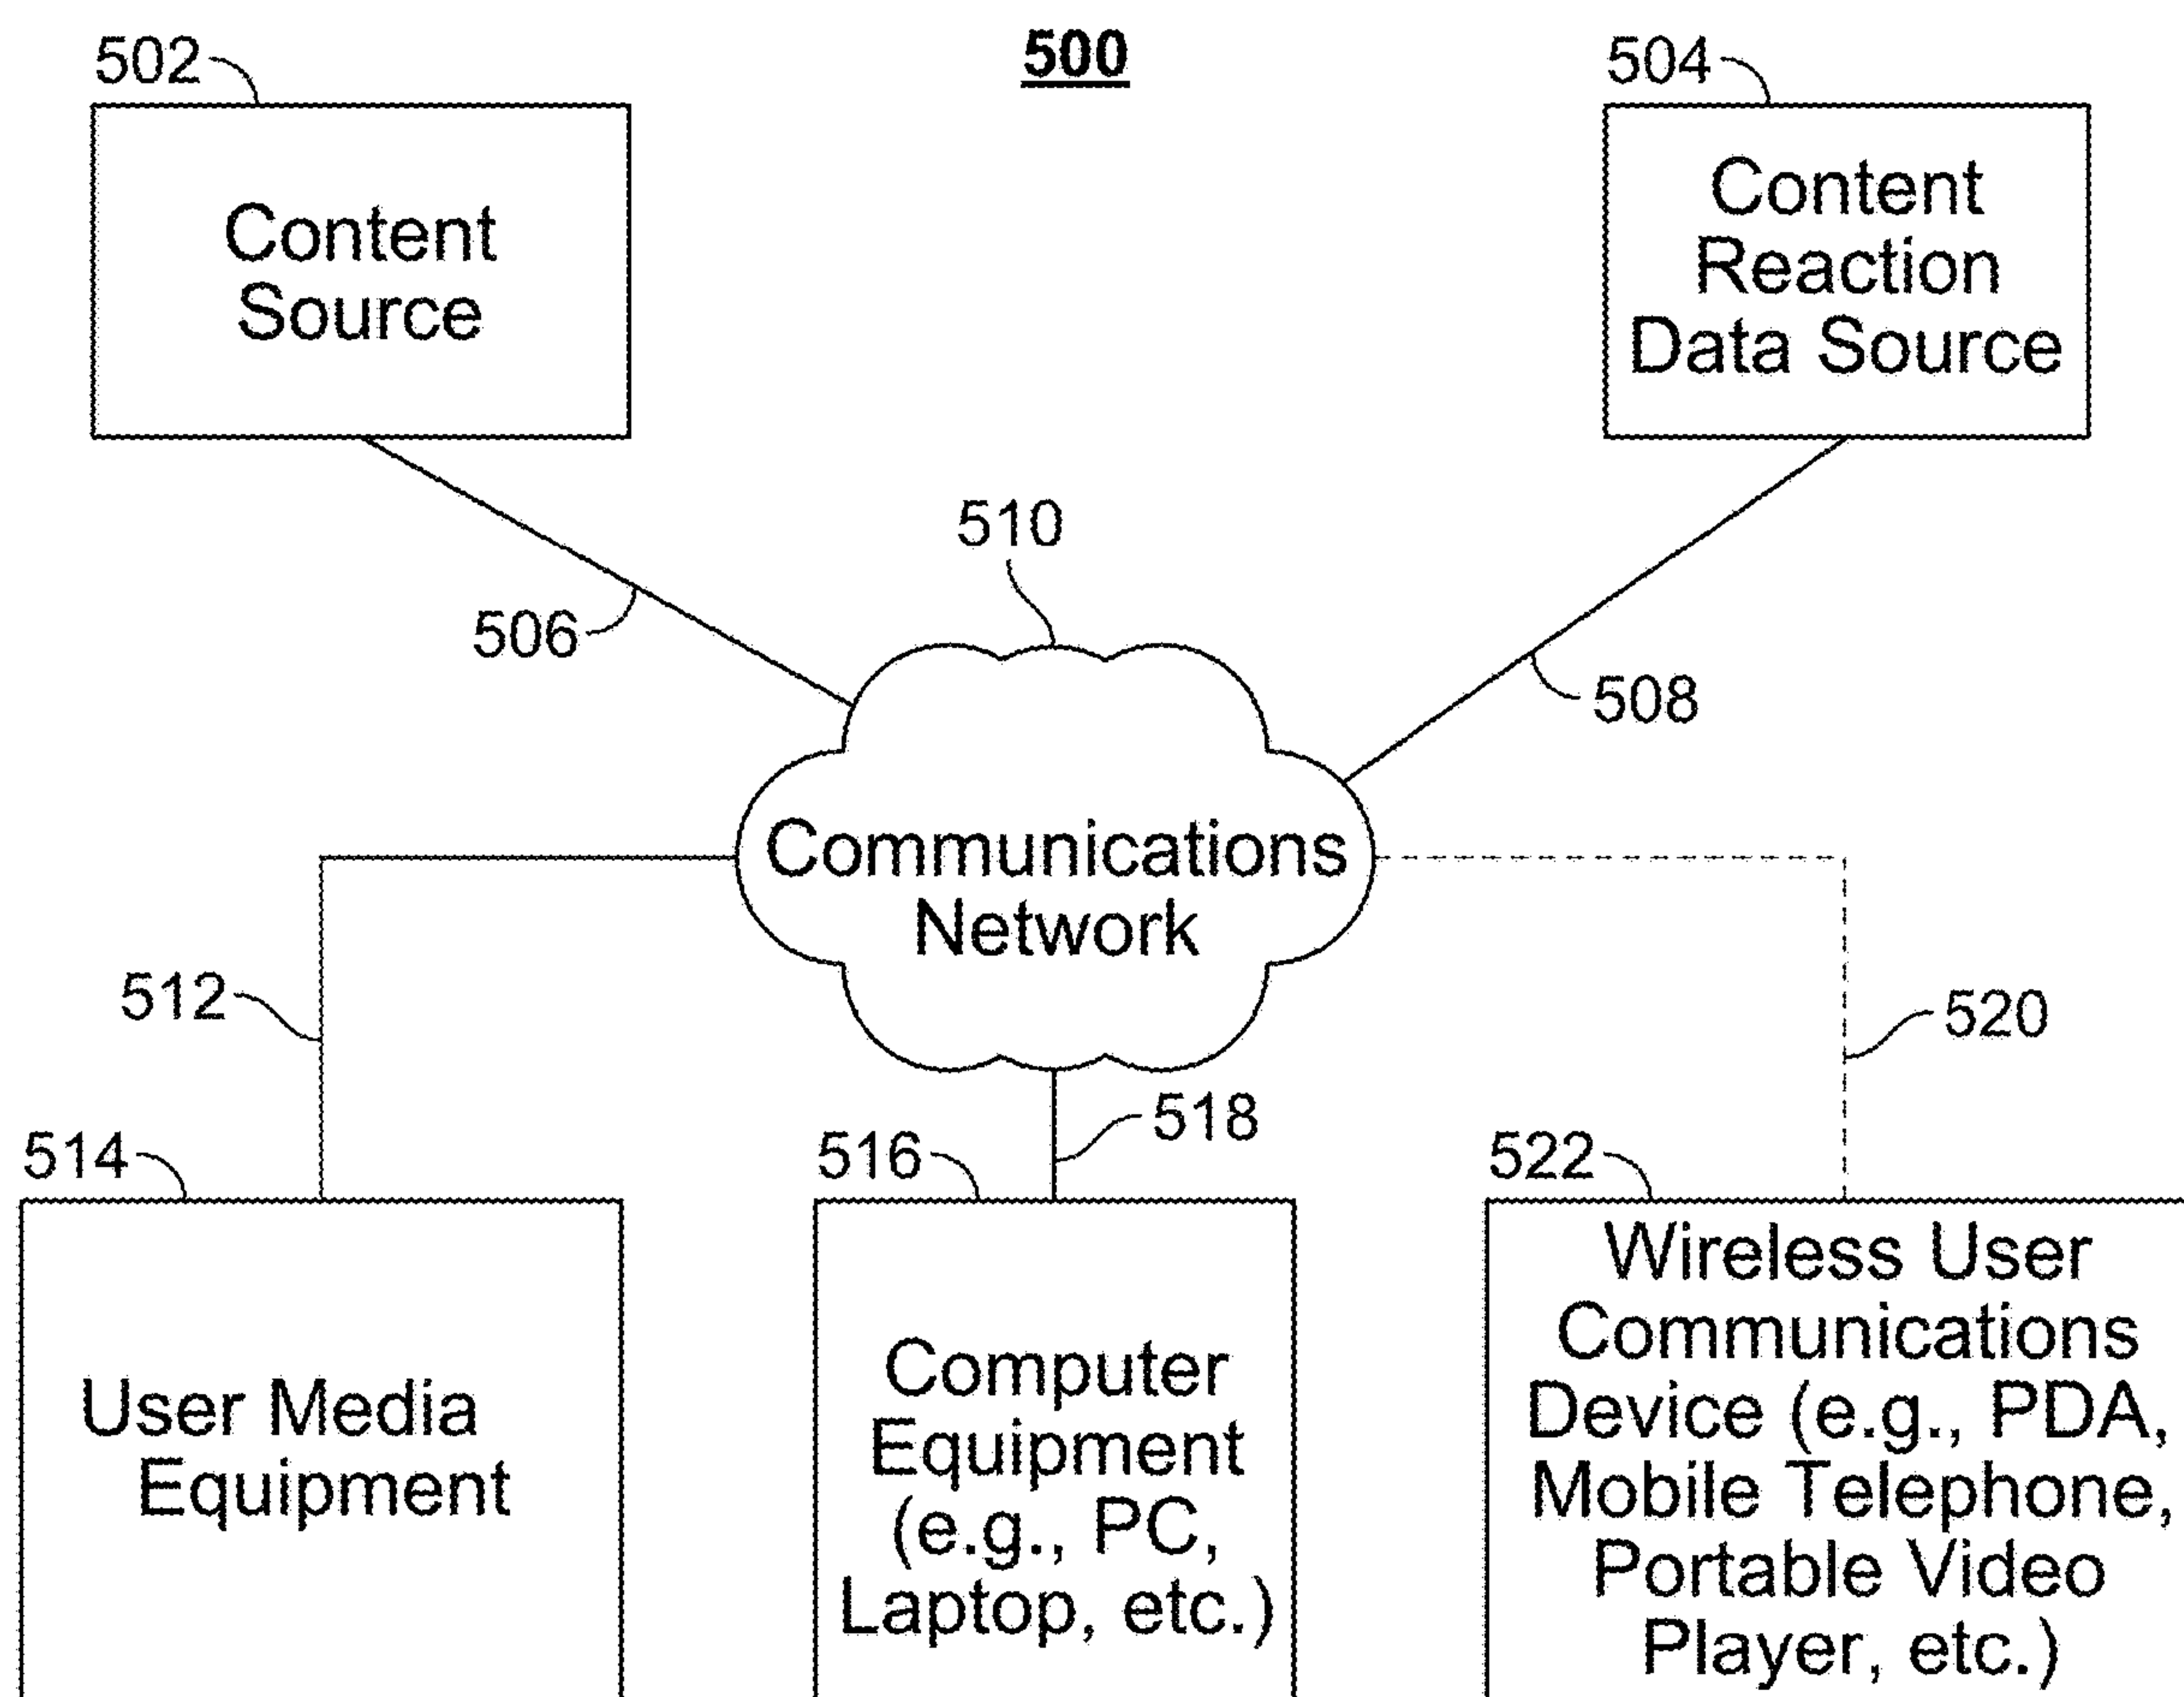 500
502
504
Content
Source
Content
Reaction
Data Source
510
506
508
Communications
Network
512
520
518
514
516
522
User Media
Equipment
Computer
Equipment
(e.g., PC,
Laptop, etc.)
Wireless User
Communications
Device (e.g., PDA,
Mobile Telephone,
Portable Video
Player, etc.)